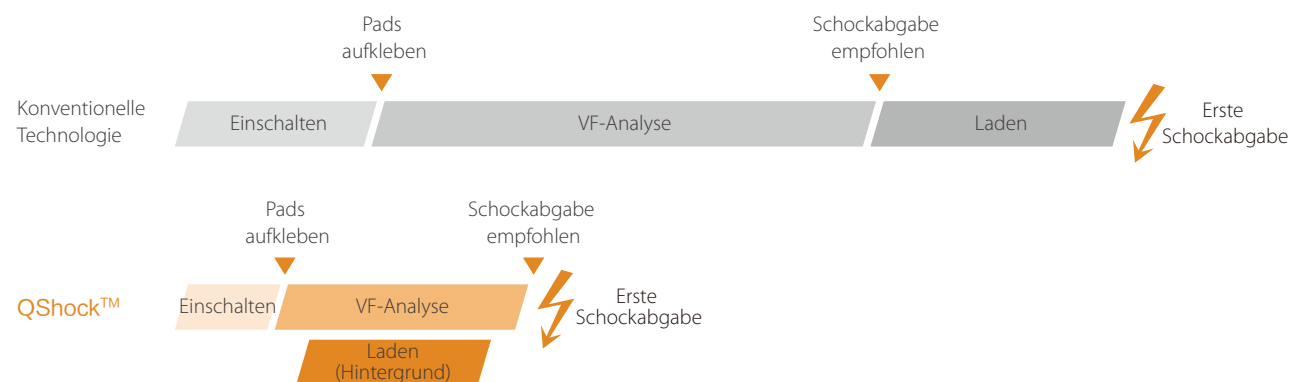 Pads
aufkleben
Schockabgabe
empfohlen
Konventionelle
Technologie
Einschalten
VF-Analyse
Laden
Erste
Schockabgabe
Pads
aufkleben
Schockabgabe
empfohlen
QShock™
Einschalten
VF-Analyse
Erste
Schockabgabe
Laden
(Hintergrund)